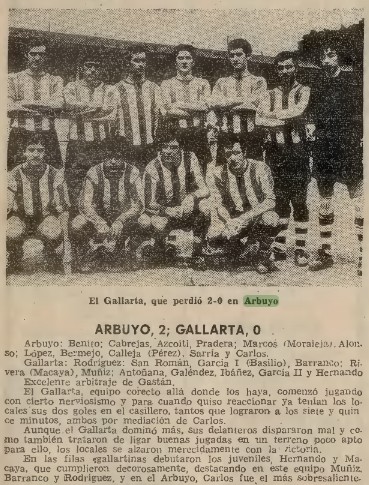 El Gallarta, que perdió 2-0 en Arbuyo
ARBUYO, 2; GALLARTA, 0
Arbuyo: Benito; Cabrejas, Azcoiti, Pradera; Marcos (Moraleja), Alon-
so; López, Bermejo, Calleja (Pérez), Sarria y Carlos.
Gallarta: Rodríguez; San Román, García I (Basilio), Barranco; Ri-
vera (Macaya), Muñiz; Antoñana, Galéndez, Ibáñez, García II y Hernando
Excelente arbitraje de Gastán.
El Gallarta, equipo correcto allá donde los haya, comenzó jugando
con cierto nerviosismo y para cuando quiso reaccionar ya tenían los lo-
cales sus dos goles en el casillero, tantos que lograron a los siete y quin
ce minutos, ambos por mediación de Carlos.
Aunque el Gallarta dominó más, sus delanteros dispararon mal y co-
mo también trataron de ligar buenas jugadas en un terreno poco apto
para ello, los locales se alzaron merecidamente con la victoria.
En las filas «gallartinas» debutaron los juveniles, Hernando y Ma-
caya, que cumplieron decorosamente, destacando en este equipo Muñiz,
Barranco y Rodríguez, y en el Arbuyo, Carlos fue el más sobresaliente.